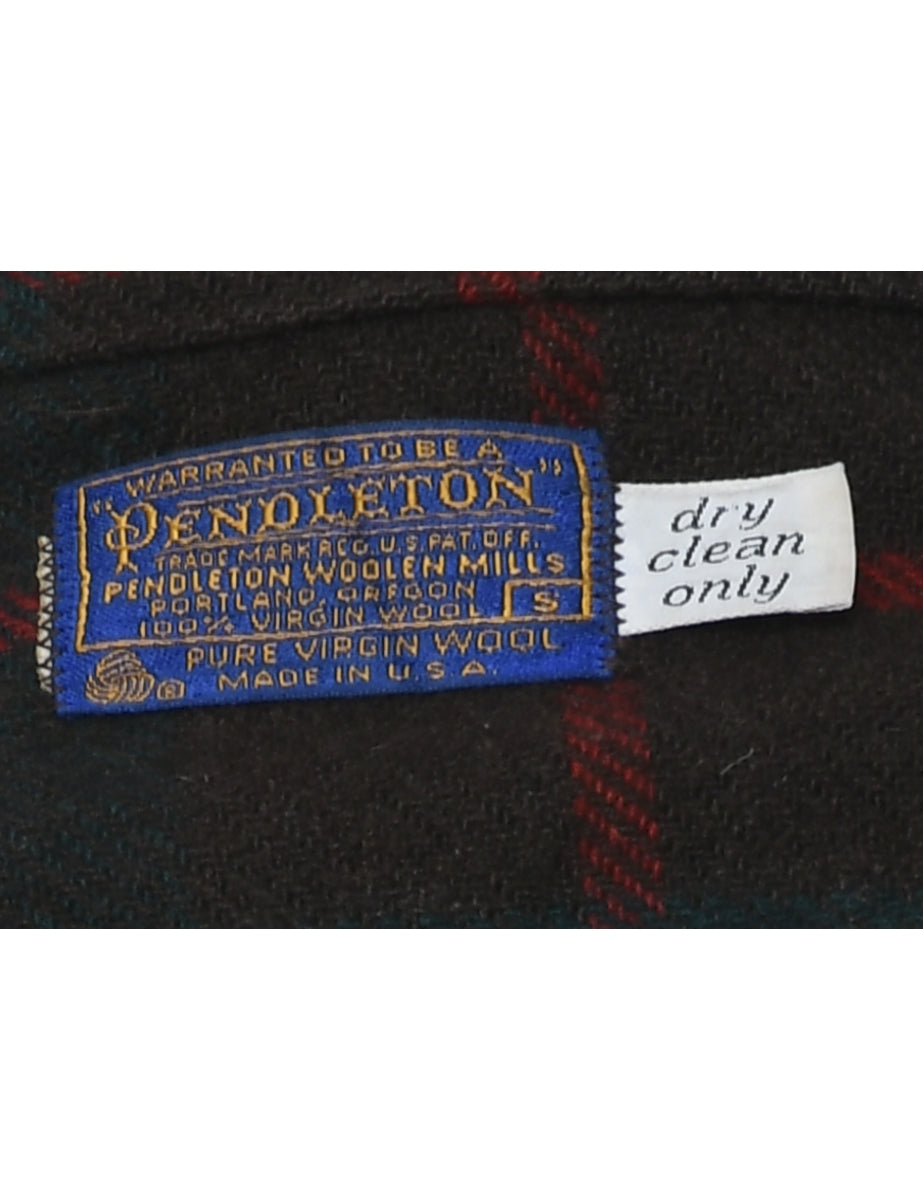 "WARRANTED TO BE A
PENDLETON"
TRADE MARK REG. U.S. PAT. OFF.
PENDLETON WOOLEN MILLS
PORTLAND, OREGON
100% VIRGIN WOOL
S
PURE VIRGIN WOOL
® MADE IN U.S.A.
dry
clean
only